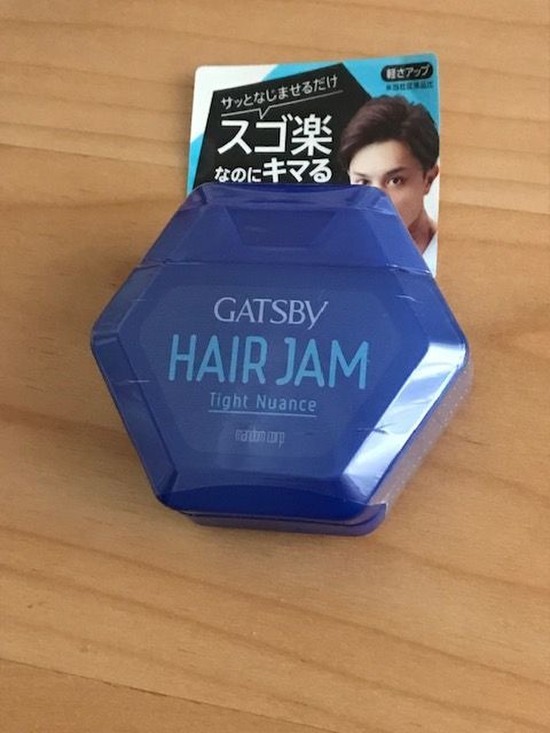 軽さアップ
サッとなじませるだけ
スゴ楽
なのにキマる
GATSBY
HAIR JAM
Tight Nuance
mandom corp